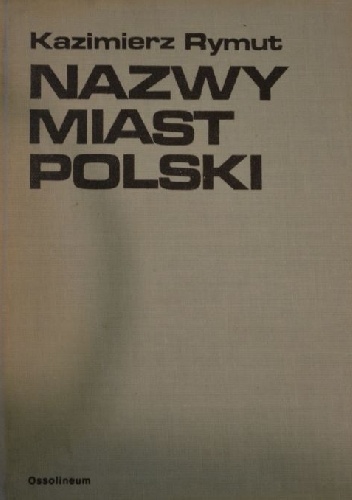 Kazimierz Rymut
NAZWY
MIAST
POLSKI
Ossolineum